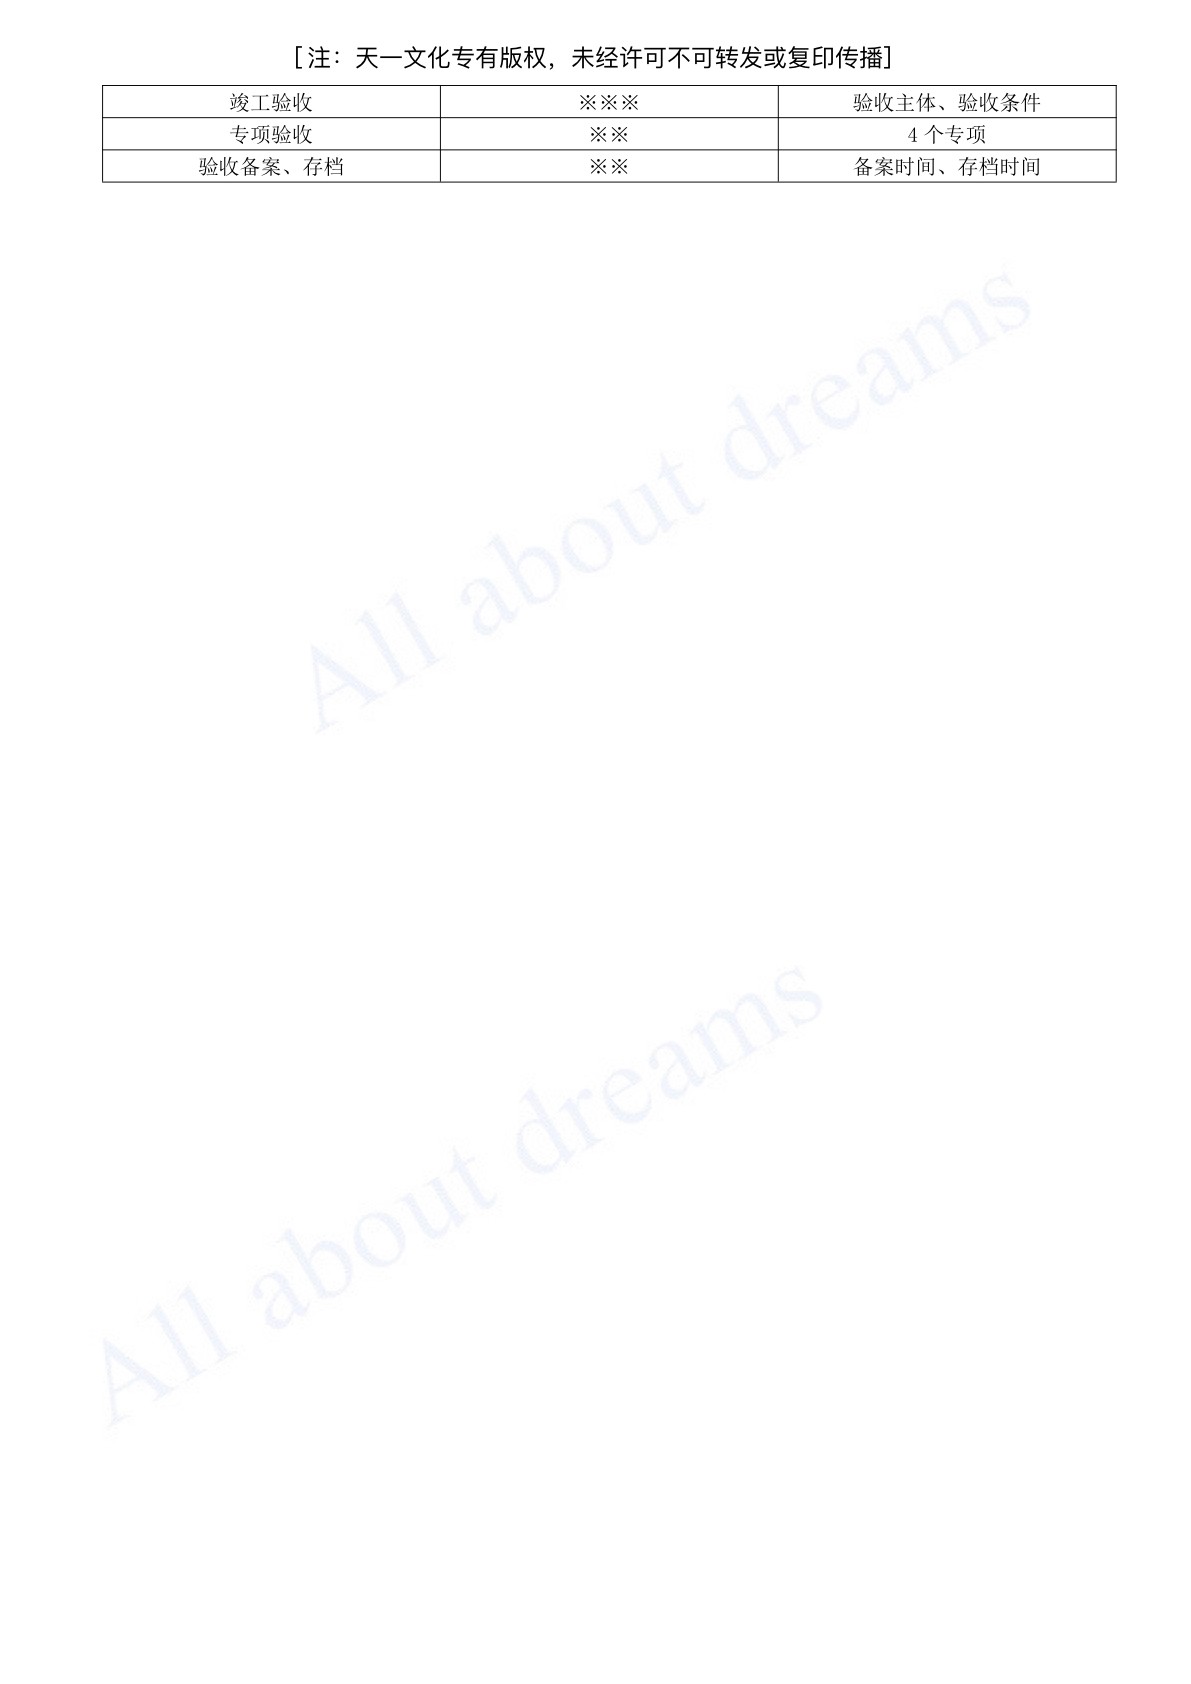 [注：天一文化专有版权，未经许可不可转发或复印传播]
竣工验收 ※※※ 验收主体、验收条件
专项验收 ※※ 4 个专项
验收备案、存档 ※※ 备案时间、存档时间
All about dreams
All about dreams